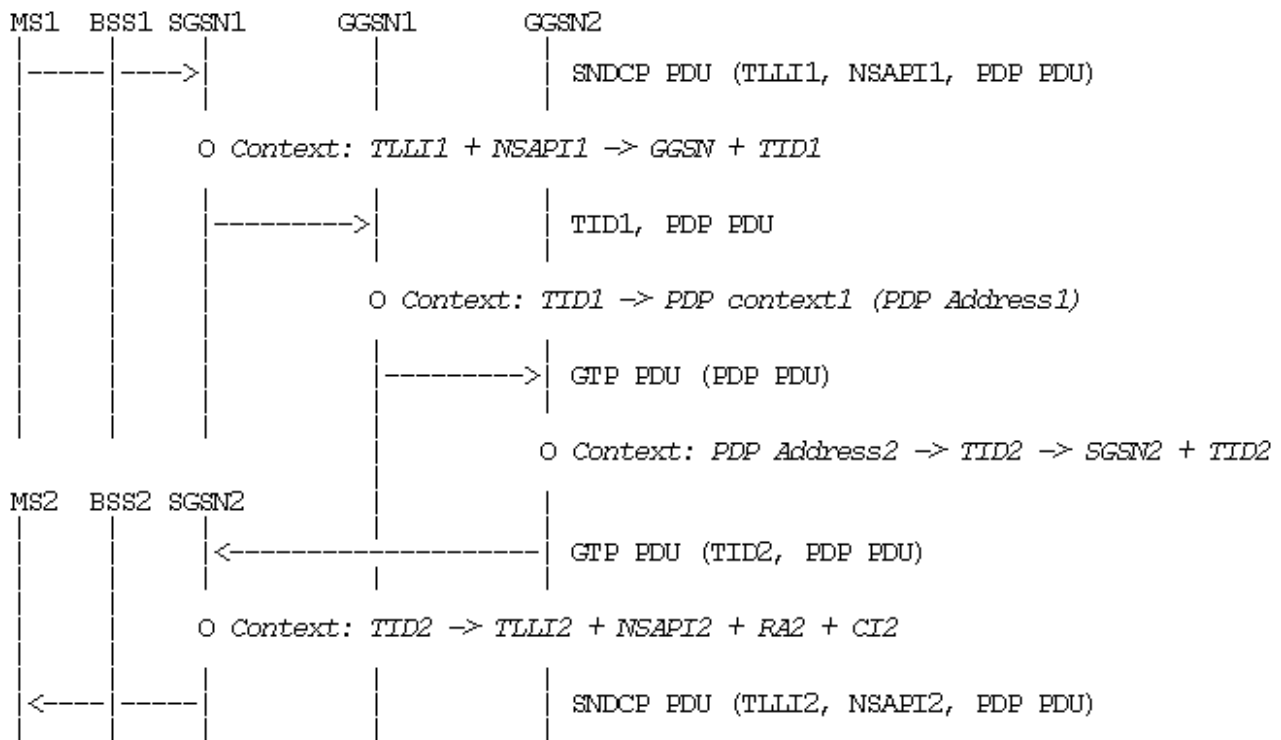 MS1 BSS1 SGSN1 GGSN1 GGSN2
SNDCP PDU (TLLI1, NSAPI1, PDP PDU)
O Context: TLLI1 + NSAPI1 -> GGSN + TID1
TID1, PDP PDU
O Context: TID1 -> PDP context1 (PDP Address1)
GTP PDU (PDP PDU)
O Context: PDP Address2 -> TID2 -> SGSN2 + TID2
MS2 BSS2 SGSN2
GTP PDU (TID2, PDP PDU)
O Context: TID2 -> TLLI2 + NSAPI2 + RA2 + CI2
SNDCP PDU (TLLI2, NSAPI2, PDP PDU)